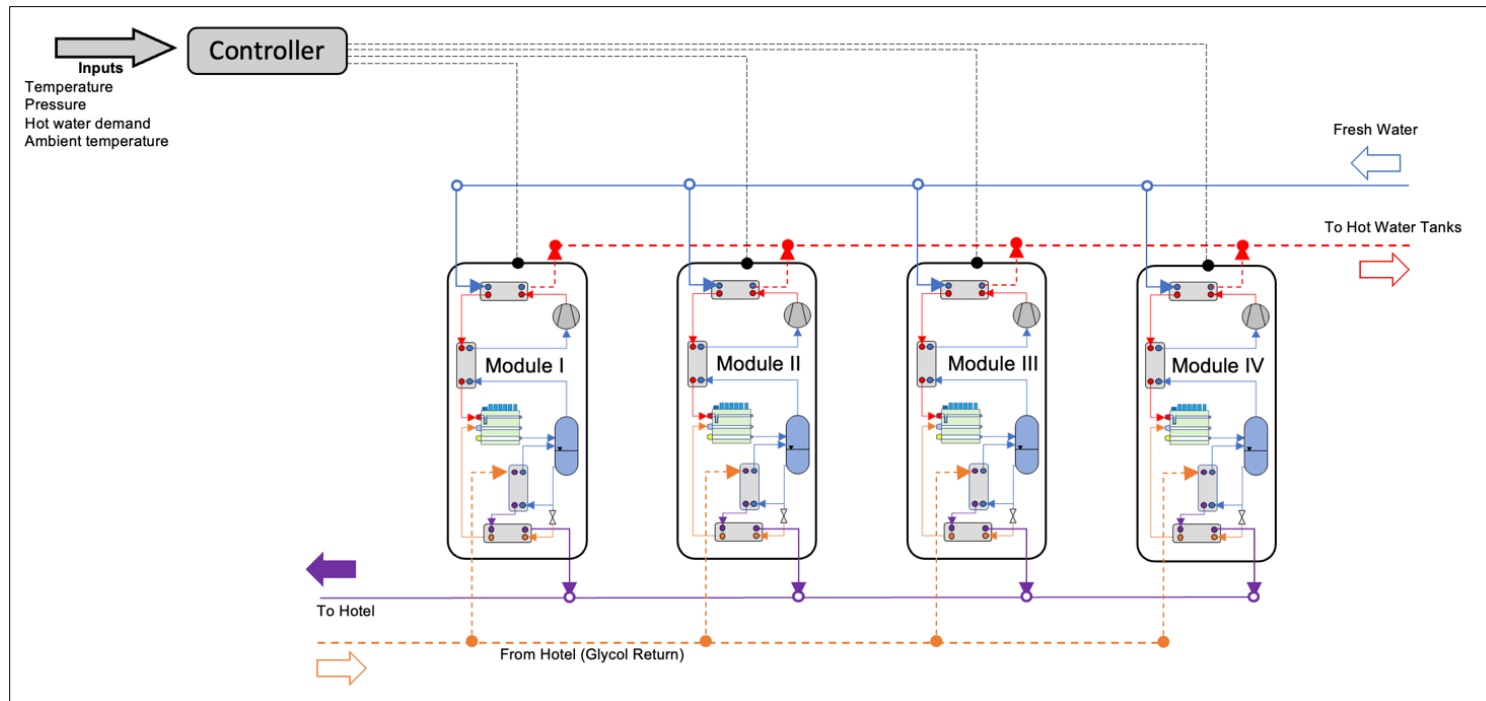 Controller
Inputs
Temperature
Pressure
Hot water demand
Ambient temperature
Fresh Water
To Hot Water Tanks
Module I
Module II
Module III
Module IV
To Hotel
From Hotel (Glycol Return)